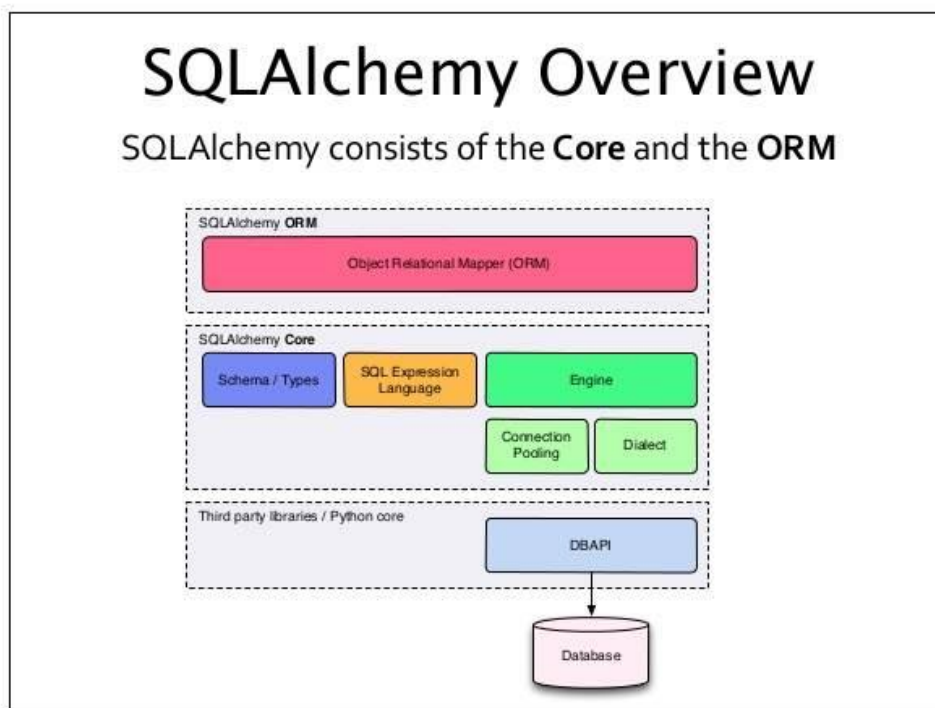 SQLAlchemy Overview
SQLAlchemy consists of the Core and the ORM
SQLAlchemy ORM
Object Relational Mapper (ORM)
SQLAlchemy Core
Schema / Types
SQL Expression
Language
Engine
Connection
Pooling
Dialect
Third party libraries / Python core
DBAPI
Database